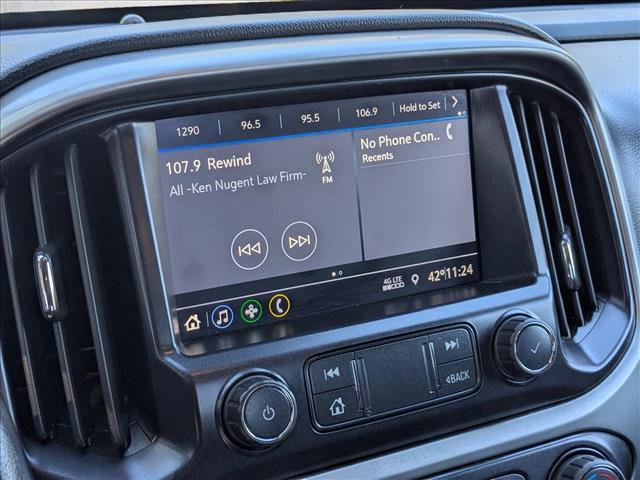 1290 96.5 95.5 106.9 Hold to Set
107.9 Rewind
All -Ken Nugent Law Firm-
FM
No Phone Con..
Recents
4G LTE 42° 11:24
BACK